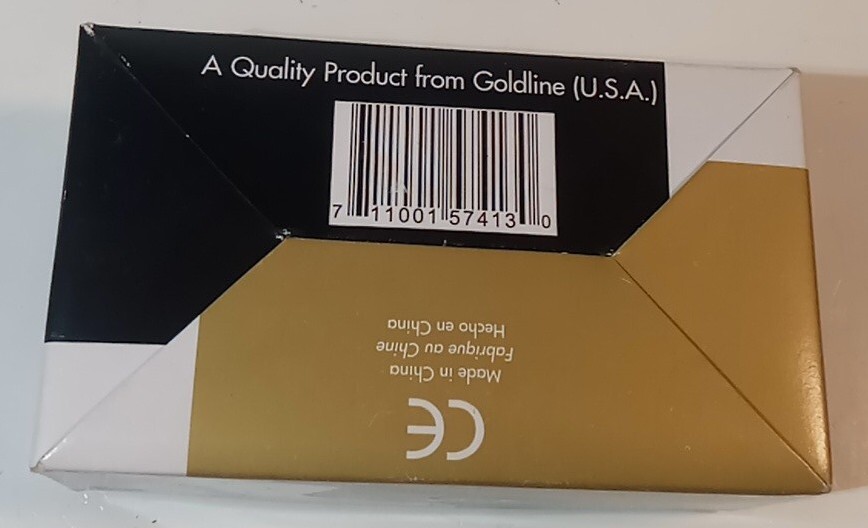 A Quality Product from Goldline (U.S.A.)
7 11001 57413 0
CE
Made in China
Fabrique au Chine
Hecho en China